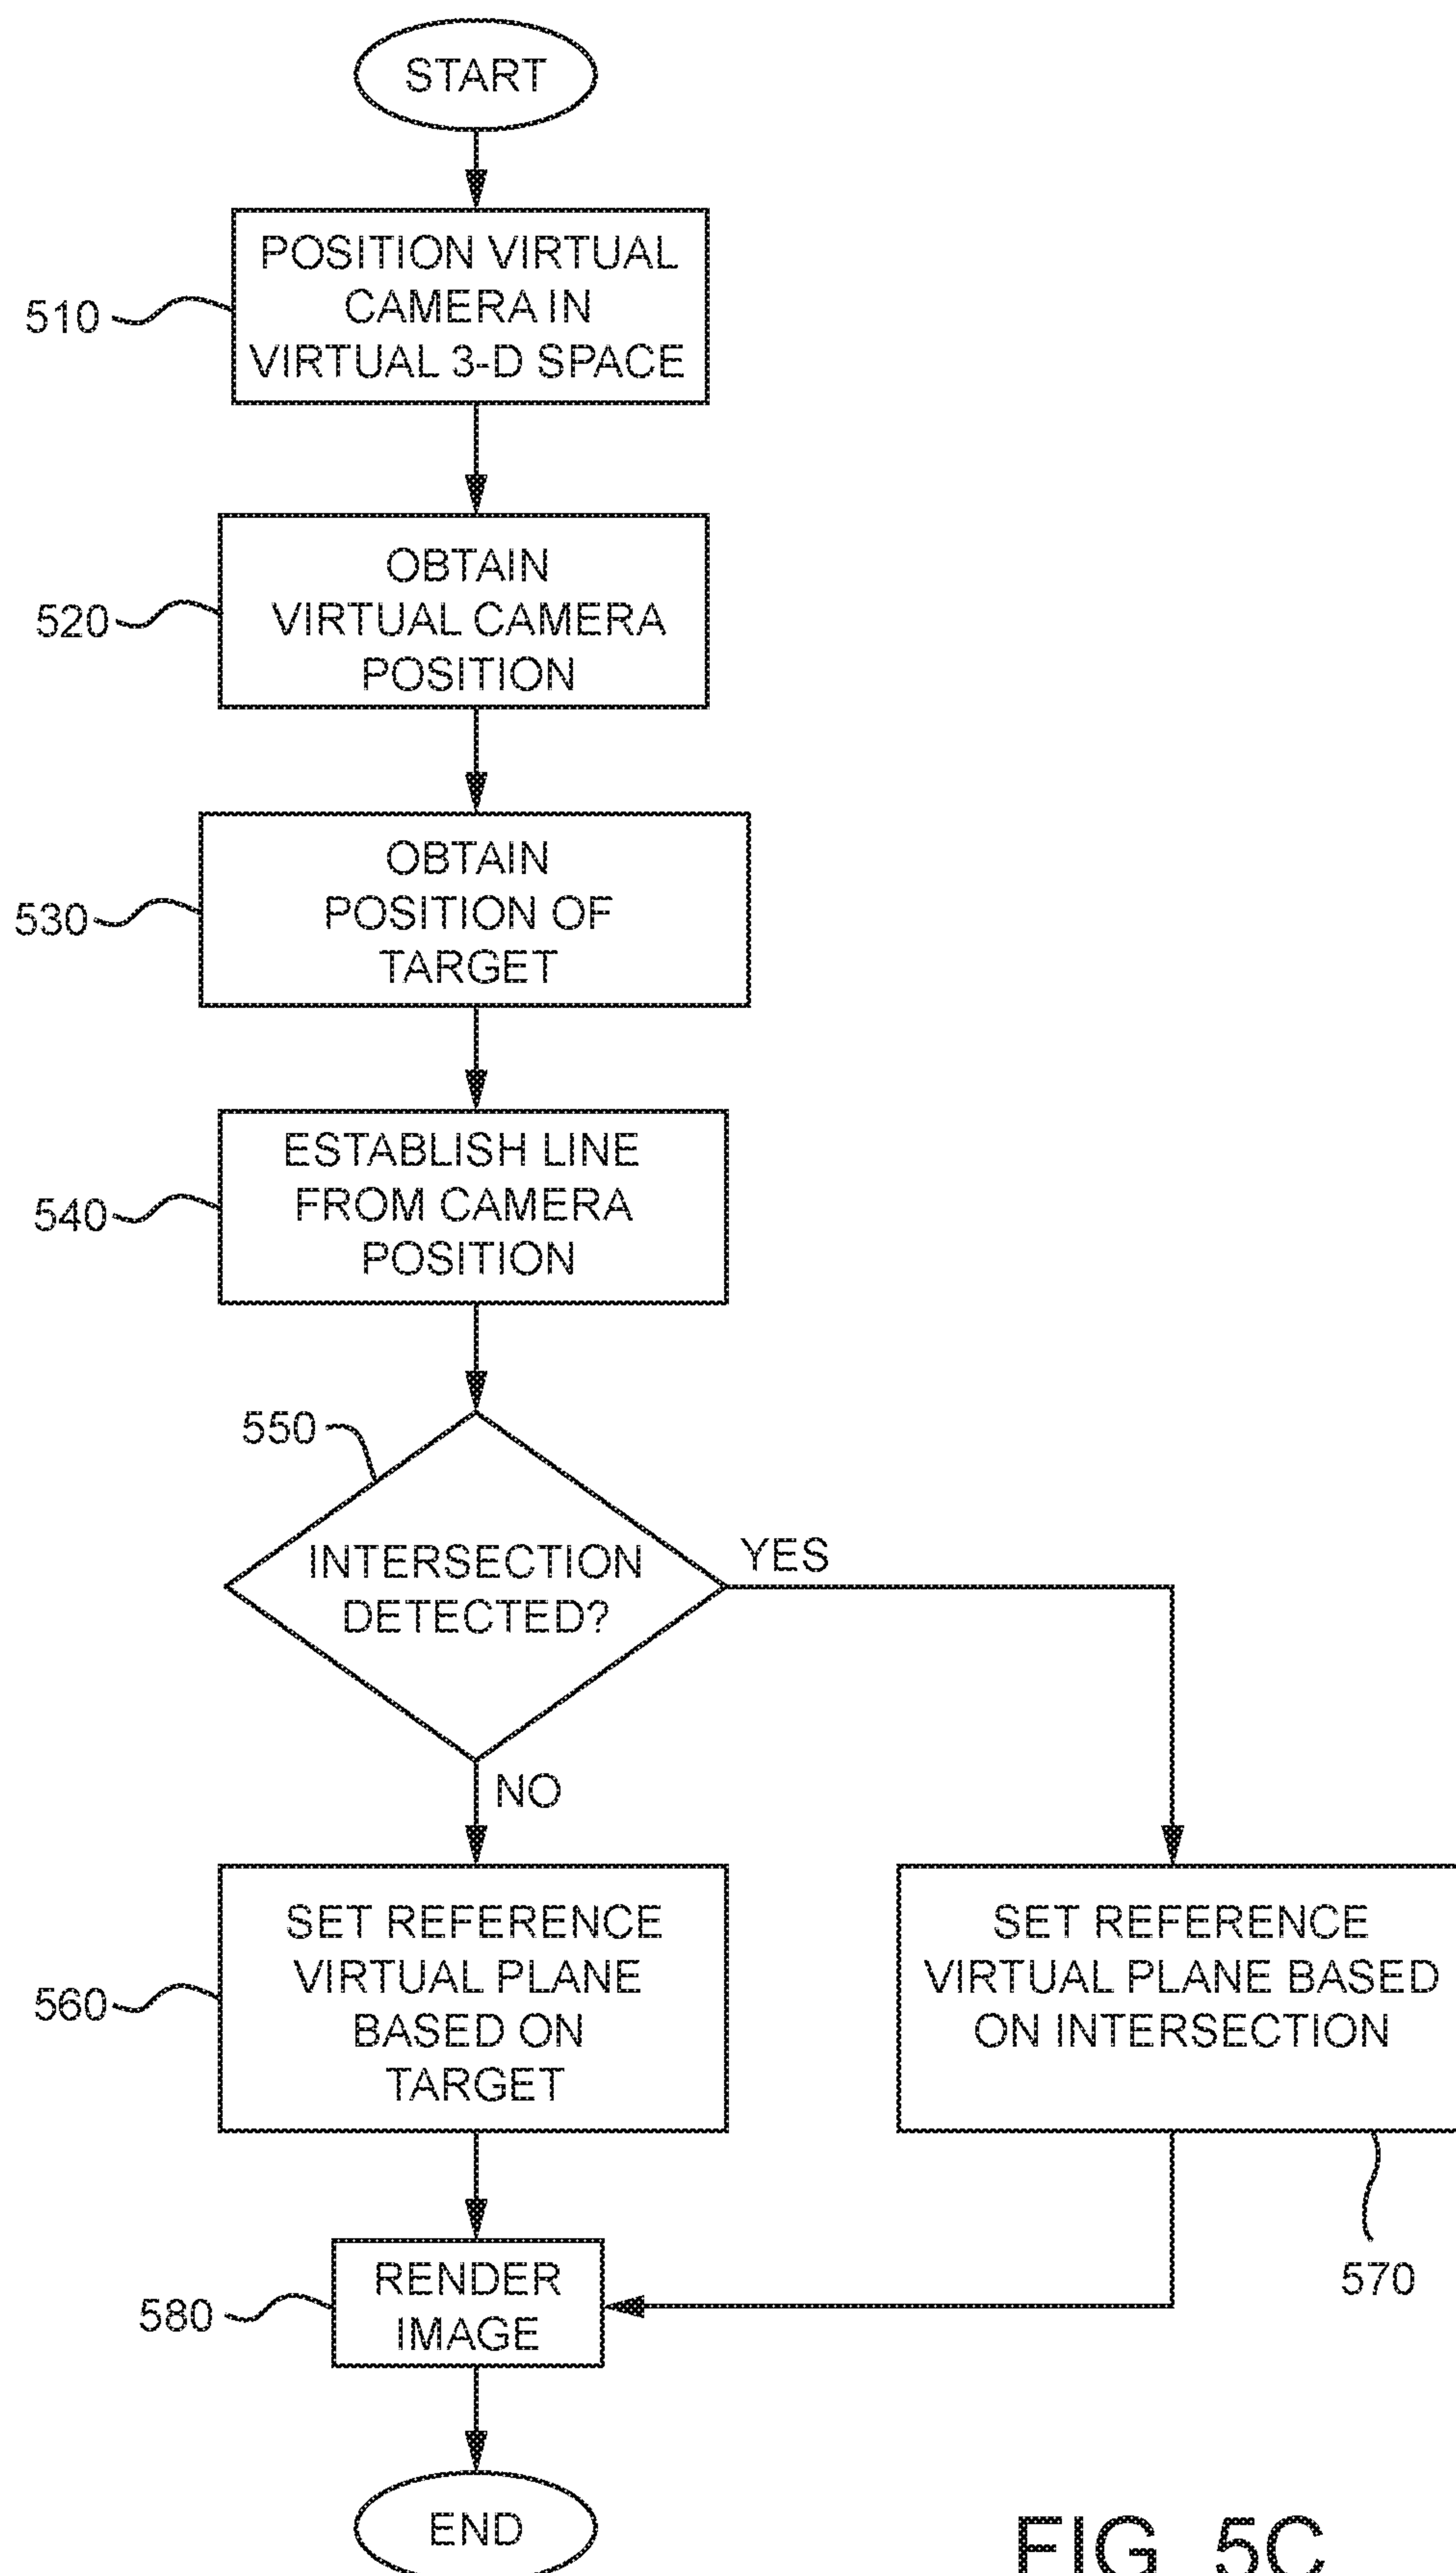 START
510
POSITION VIRTUAL
CAMERA IN
VIRTUAL 3-D SPACE
520
OBTAIN
VIRTUAL CAMERA
POSITION
530
OBTAIN
POSITION OF
TARGET
540
ESTABLISH LINE
FROM CAMERA
POSITION
550
INTERSECTION
DETECTED?
YES
NO
560
SET REFERENCE
VIRTUAL PLANE
BASED ON
TARGET
SET REFERENCE
VIRTUAL PLANE BASED
ON INTERSECTION
570
580
RENDER
IMAGE
END
FIG. 5C